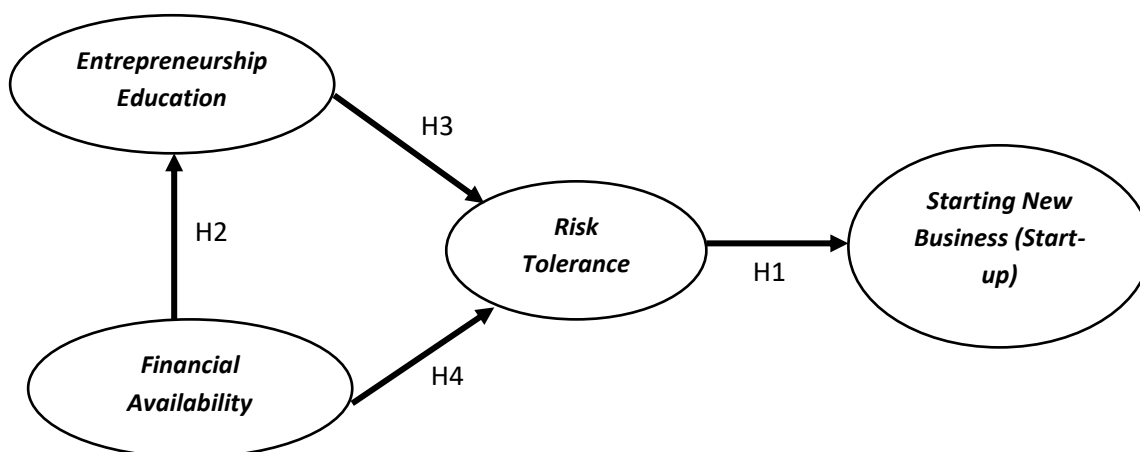 Entrepreneurship
Education
H3
H2
Risk
Tolerance
H1
Starting New
Business (Start-
up)
Financial
Availability
H4